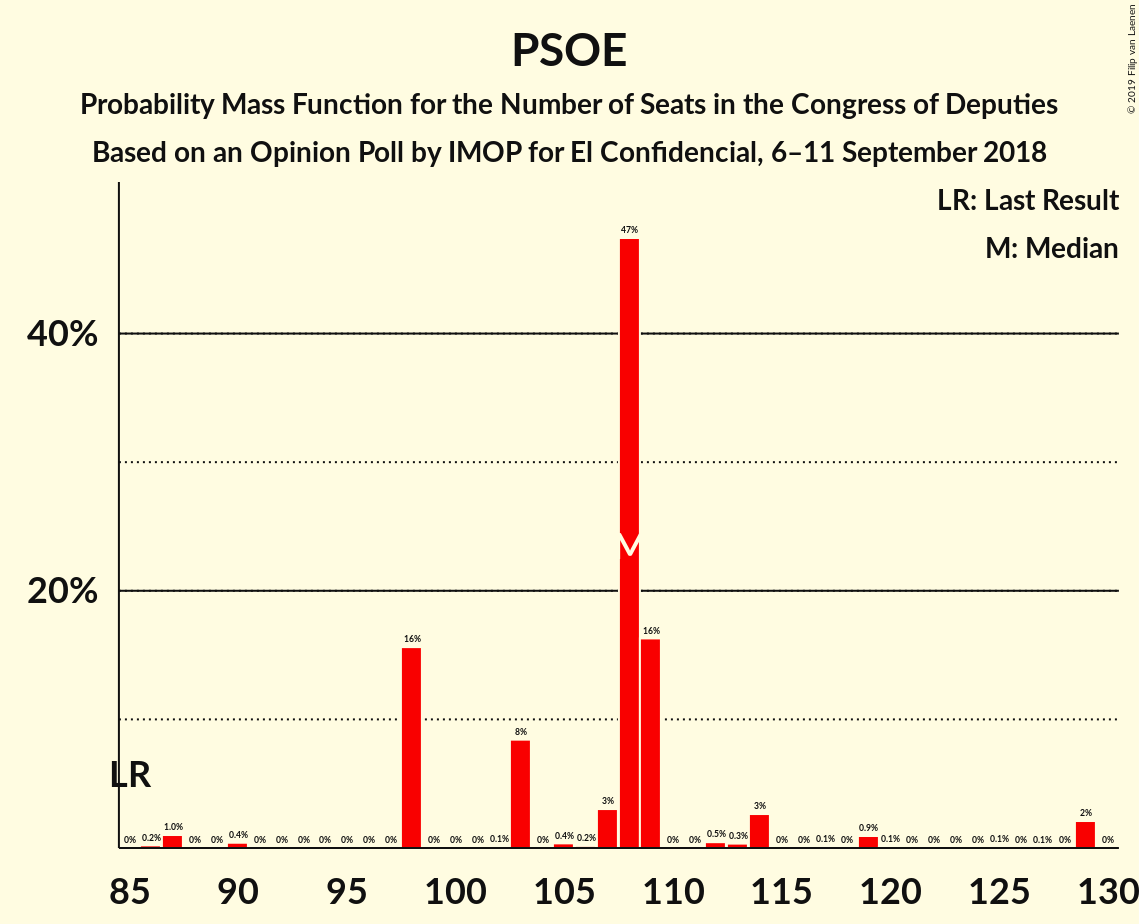 PSOE
Probability Mass Function for the Number of Seats in the Congress of Deputies
Based on an Opinion Poll by IMOP for El Confidencial, 6–11 September 2018
© 2019 Filip van Laenen
LR: Last Result
M: Median
40%
20%
LR
M
0% 0.2% 1.0% 0% 0% 0.4% 0% 0% 0% 0% 0% 0% 0% 16% 0% 0% 0% 0.1% 8% 0% 0.4% 0.2% 3% 47% 16% 0% 0% 0.5% 0.3% 3% 0% 0% 0.1% 0% 0.9% 0.1% 0% 0% 0% 0% 0.1% 0% 0.1% 0% 2% 0%
85 90 95 100 105 110 115 120 125 130